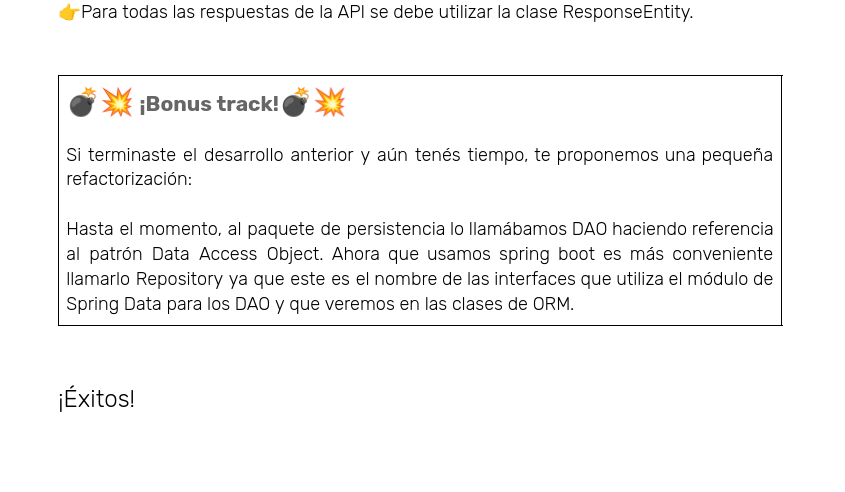 👉Para todas las respuestas de la API se debe utilizar la clase ResponseEntity.
💣💥 ¡Bonus track!💣💥
Si terminaste el desarrollo anterior y aún tenés tiempo, te proponemos una pequeña
refactorización:
Hasta el momento, al paquete de persistencia lo llamábamos DAO haciendo referencia
al patrón Data Access Object. Ahora que usamos spring boot es más conveniente
llamarlo Repository ya que este es el nombre de las interfaces que utiliza el módulo de
Spring Data para los DAO y que veremos en las clases de ORM.
¡Éxitos!